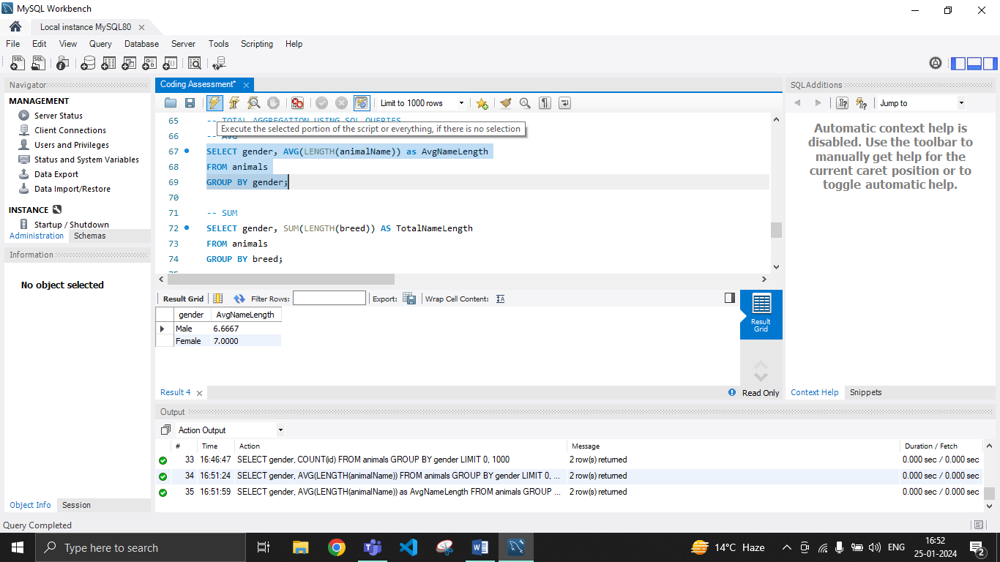 MySQL Workbench
Local instance MySQL80
File Edit View Query Database Server Tools Scripting Help
Navigator
MANAGEMENT
Server Status
Client Connections
Users and Privileges
Status and System Variables
Data Export
Data Import/Restore
INSTANCE
Startup / Shutdown
Administration Schemas
Information
No object selected
Object Info Session
Query Completed
Coding Assessment*
Limit to 1000 rows
65 -- TOTAL AGGREGATION USING SQL QUERIES
Execute the selected portion of the script or everything, if there is no selection
66 -- AVG
67 SELECT gender, AVG(LENGTH(animalName)) as AvgNameLength
68 FROM animals
69 GROUP BY gender;
70
71 -- SUM
72 SELECT gender, SUM(LENGTH(breed)) AS TotalNameLength
73 FROM animals
74 GROUP BY breed;
Result Grid Filter Rows: Export: Wrap Cell Content:
gender AvgNameLength
Male 6.6667
Female 7.0000
Result Grid
Result 4
Read Only
SQLAdditions
Jump to
Automatic context help is
disabled. Use the toolbar to
manually get help for the
current caret position or to
toggle automatic help.
Context Help Snippets
Output
Action Output
# Time Action Message Duration / Fetch
33 16:46:47 SELECT gender, COUNT(id) FROM animals GROUP BY gender LIMIT 0, 1000 2 row(s) returned 0.000 sec / 0.000 sec
34 16:51:24 SELECT gender, AVG(LENGTH(animalName)) FROM animals GROUP BY gender LIMIT 0, ... 2 row(s) returned 0.000 sec / 0.000 sec
35 16:51:59 SELECT gender, AVG(LENGTH(animalName)) as AvgNameLength FROM animals GROUP ... 2 row(s) returned 0.000 sec / 0.000 sec
Type here to search
14°C Haze
ENG
16:52
25-01-2024
2